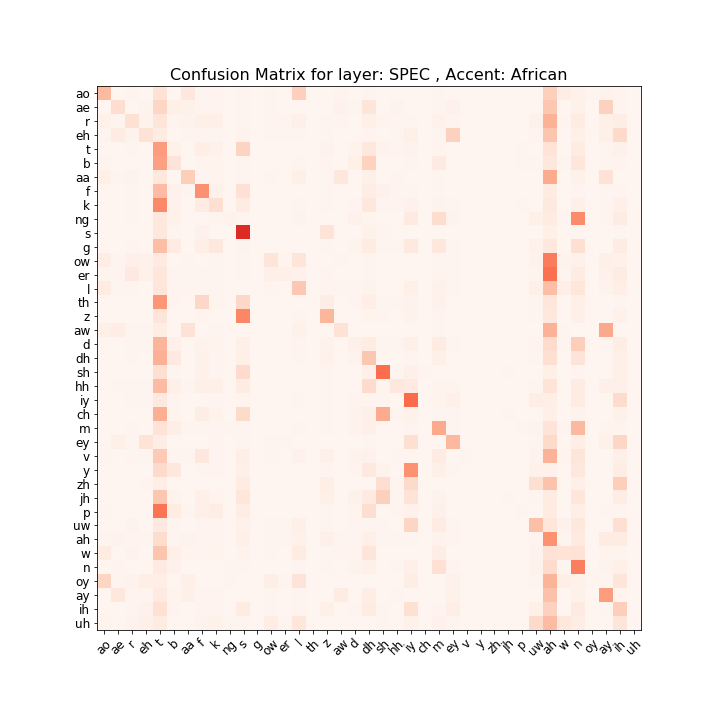 Confusion Matrix for layer: SPEC , Accent: African
ao
ae
r
eh
t
b
aa
f
k
ng
s
g
ow
er
l
th
z
aw
d
dh
sh
hh
iy
ch
m
ey
v
y
zh
jh
p
uw
ah
w
n
oy
ay
ih
uh
ao ae r eh t b aa f k ng s g ow er l th z aw d dh sh hh iy ch m ey v y zh jh p uw ah w n oy ay ih uh